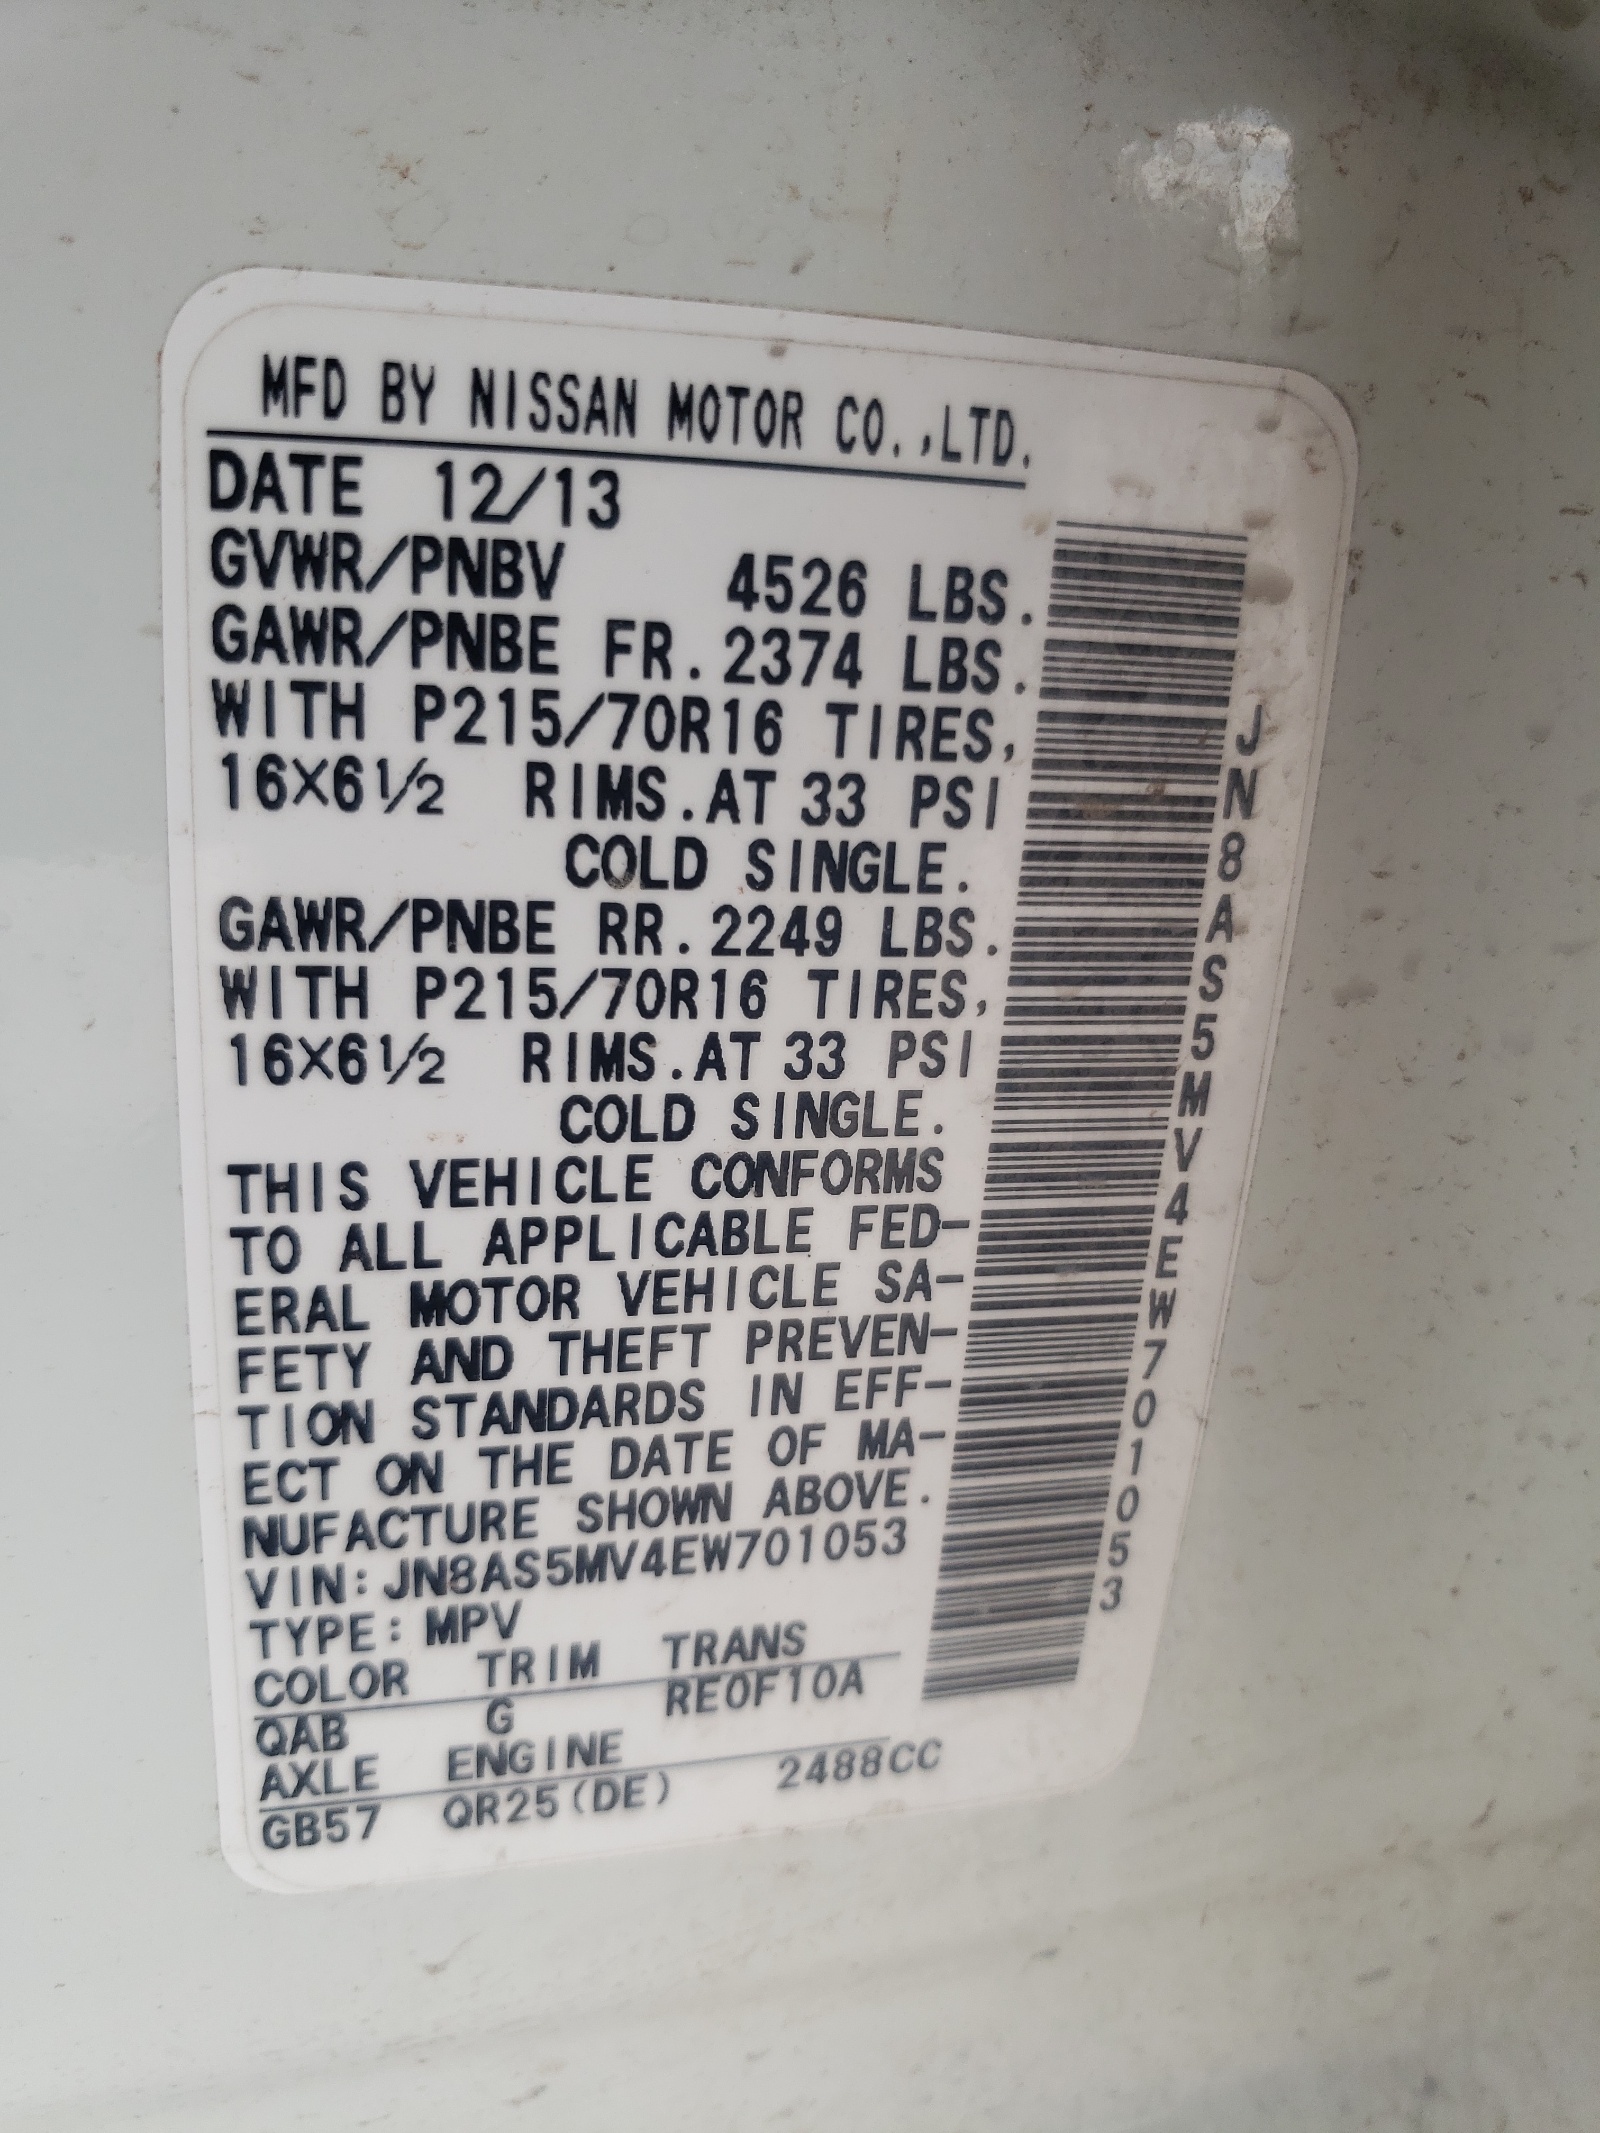 MFD BY NISSAN MOTOR CO.,LTD.
DATE 12/13
GVWR/PNBV 4526 LBS.
GAWR/PNBE FR. 2374 LBS.
WITH P215/70R16 TIRES,
16X6½ RIMS.AT 33 PSI
COLD SINGLE.
GAWR/PNBE RR. 2249 LBS.
WITH P215/70R16 TIRES,
16X6½ RIMS.AT 33 PSI
COLD SINGLE.
THIS VEHICLE CONFORMS
TO ALL APPLICABLE FED-
ERAL MOTOR VEHICLE SA-
FETY AND THEFT PREVEN-
TION STANDARDS IN EFF-
ECT ON THE DATE OF MA-
NUFACTURE SHOWN ABOVE.
VIN: JN8AS5MV4EW701053
TYPE: MPV
COLOR TRIM TRANS
QAB G RE0F10A
AXLE ENGINE
GB57 QR25(DE) 2488CC
JN8AS5MV4EW701053